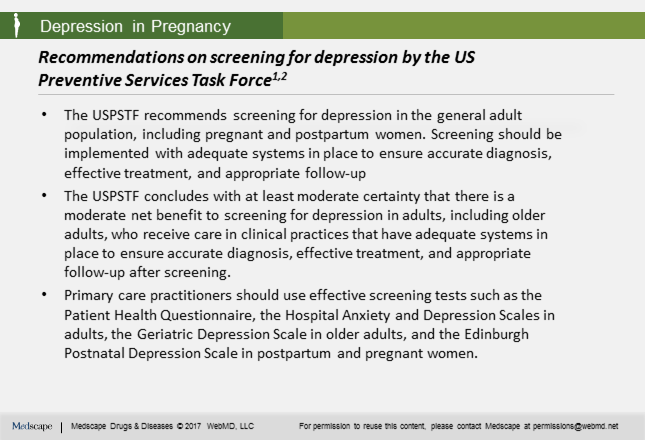 Depression in Pregnancy
Recommendations on screening for depression by the US
Preventive Services Task Force1,2
• The USPSTF recommends screening for depression in the general adult
population, including pregnant and postpartum women. Screening should be
implemented with adequate systems in place to ensure accurate diagnosis,
effective treatment, and appropriate follow-up
• The USPSTF concludes with at least moderate certainty that there is a
moderate net benefit to screening for depression in adults, including older
adults, who receive care in clinical practices that have adequate systems in
place to ensure accurate diagnosis, effective treatment, and appropriate
follow-up after screening.
• Primary care practitioners should use effective screening tests such as the
Patient Health Questionnaire, the Hospital Anxiety and Depression Scales in
adults, the Geriatric Depression Scale in older adults, and the Edinburgh
Postnatal Depression Scale in postpartum and pregnant women.
Medscape | Medscape Drugs & Diseases © 2017 WebMD, LLC For permission to reuse this content, please contact Medscape at permissions@webmd.net